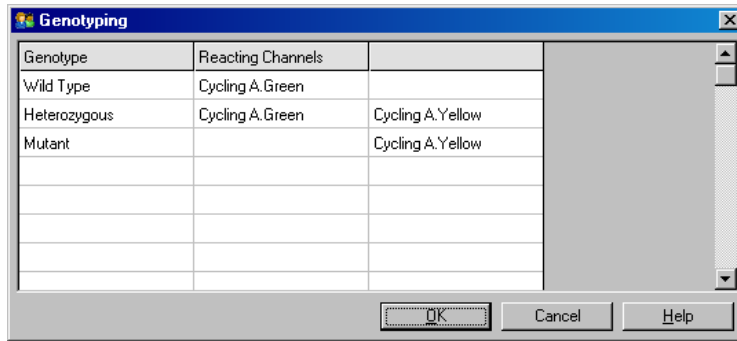 Genotyping
Genotype Reacting Channels
Wild Type Cycling A.Green
Heterozygous Cycling A.Green Cycling A.Yellow
Mutant Cycling A.Yellow
OK Cancel Help